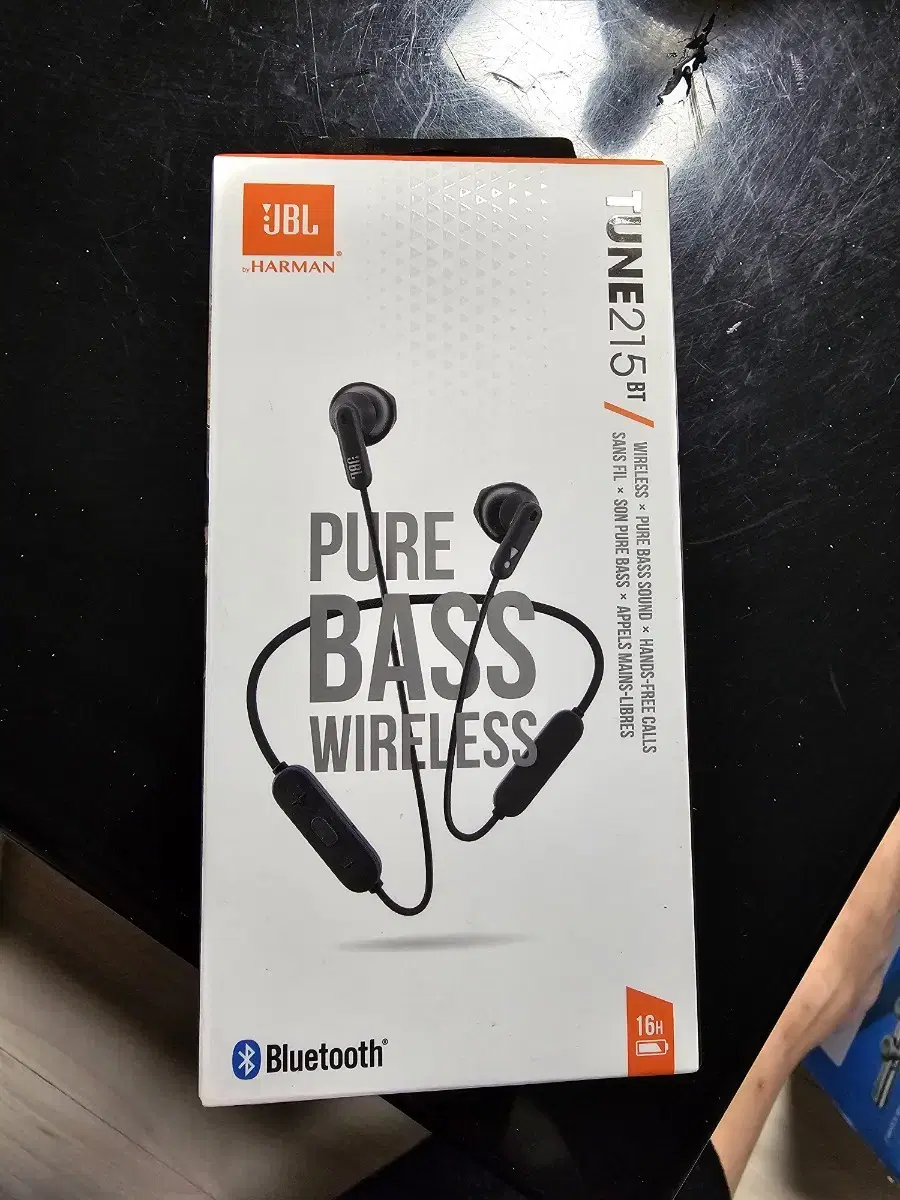 JBL
by HARMAN
TUNE215BT
WIRELESS × PURE BASS SOUND × HANDS-FREE CALLS
SANS FIL × SON PURE BASS × APPELS MAINS-LIBRES
JBL
PURE
BASS
WIRELESS
Bluetooth®
16H